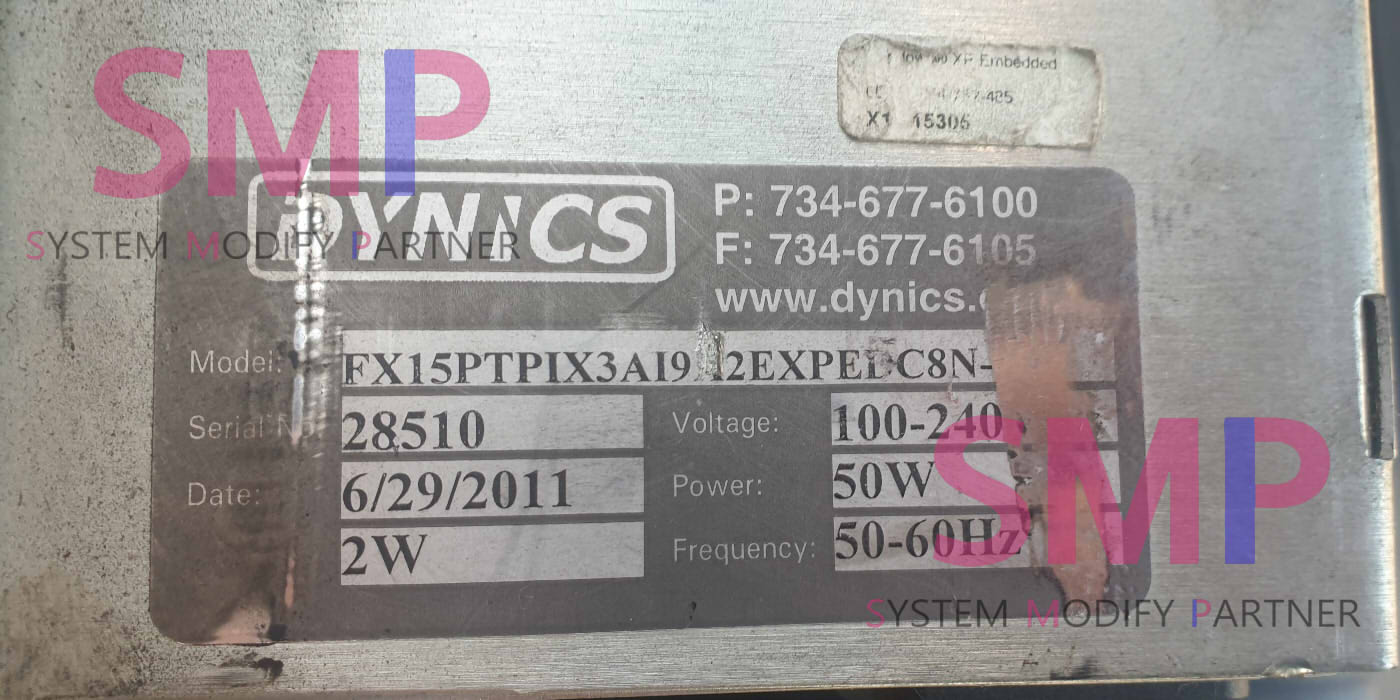 SMP
SYSTEM MODIFY PARTNER
XP Embedded
X1 15306
DYNICS
P: 734-677-6100
F: 734-677-6105
www.dynics.
Model:
Serial
28510
Date: 6/29/2011
2W
Voltage: 100-240
Power: 50W
Frequency: 50-60Hz
SMP
SYSTEM MODIFY PARTNER